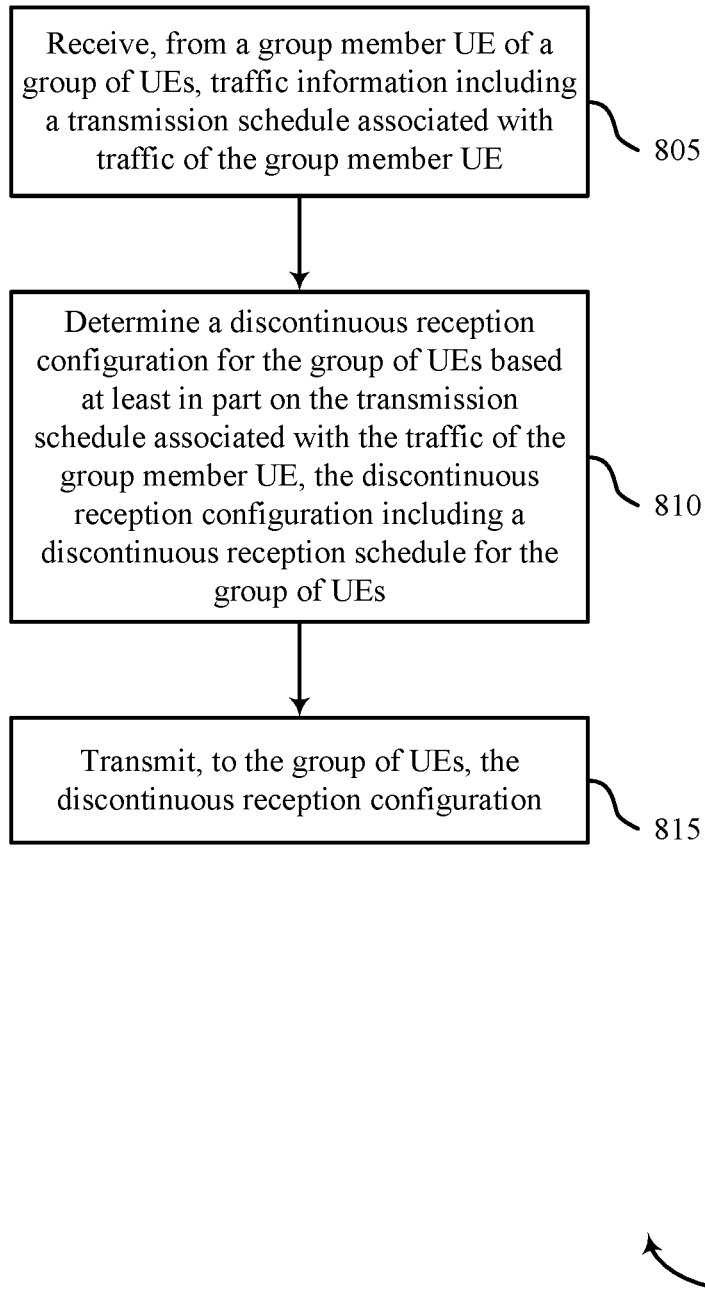 Receive, from a group member UE of a
group of UEs, traffic information including
a transmission schedule associated with
traffic of the group member UE
805
Determine a discontinuous reception
configuration for the group of UEs based
at least in part on the transmission
schedule associated with the traffic of the
group member UE, the discontinuous
reception configuration including a
discontinuous reception schedule for the
group of UEs
810
Transmit, to the group of UEs, the
discontinuous reception configuration
815